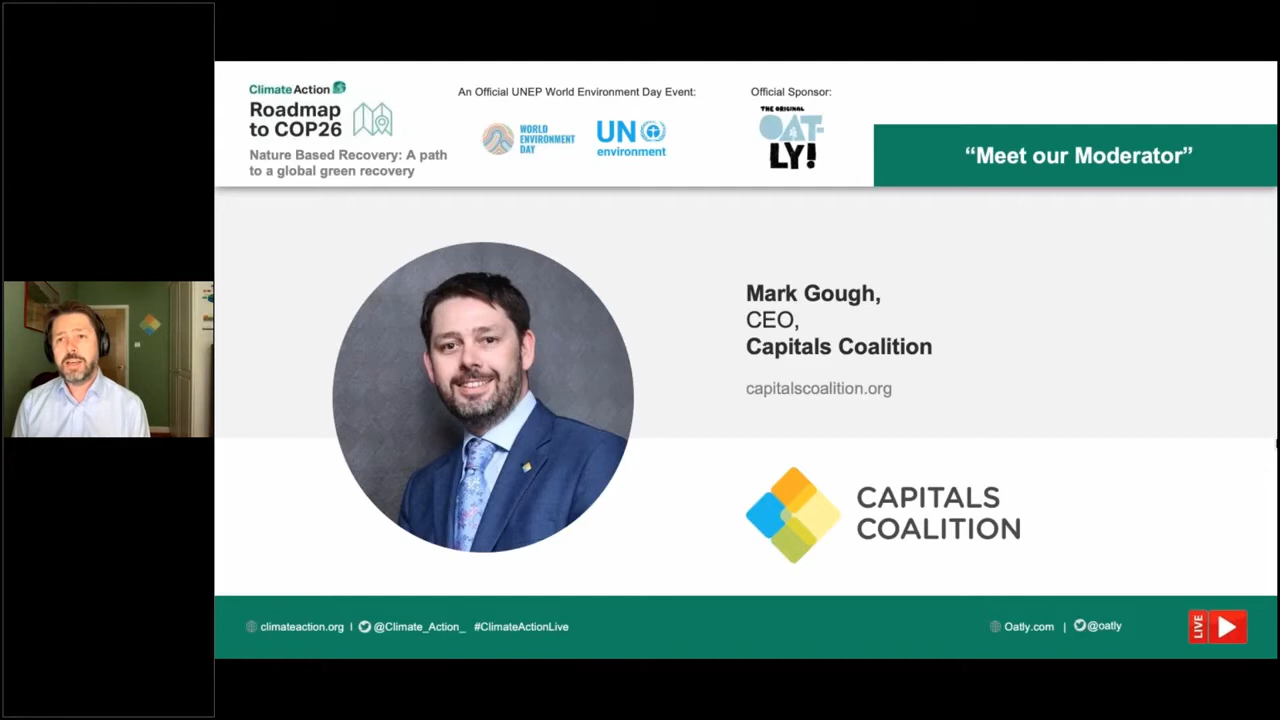 ClimateAction
Roadmap
to COP26
Nature Based Recovery: A path
to a global green recovery
An Official UNEP World Environment Day Event:
WORLD
ENVIRONMENT
DAY
UN
environment
Official Sponsor:
THE ORIGINAL
OAT-
LY!
“Meet our Moderator”
Mark Gough,
CEO,
Capitals Coalition
capitalscoalition.org
CAPITALS
COALITION
climateaction.org | @Climate_Action_ #ClimateActionLive
Oatly.com | @oatly
LIVE